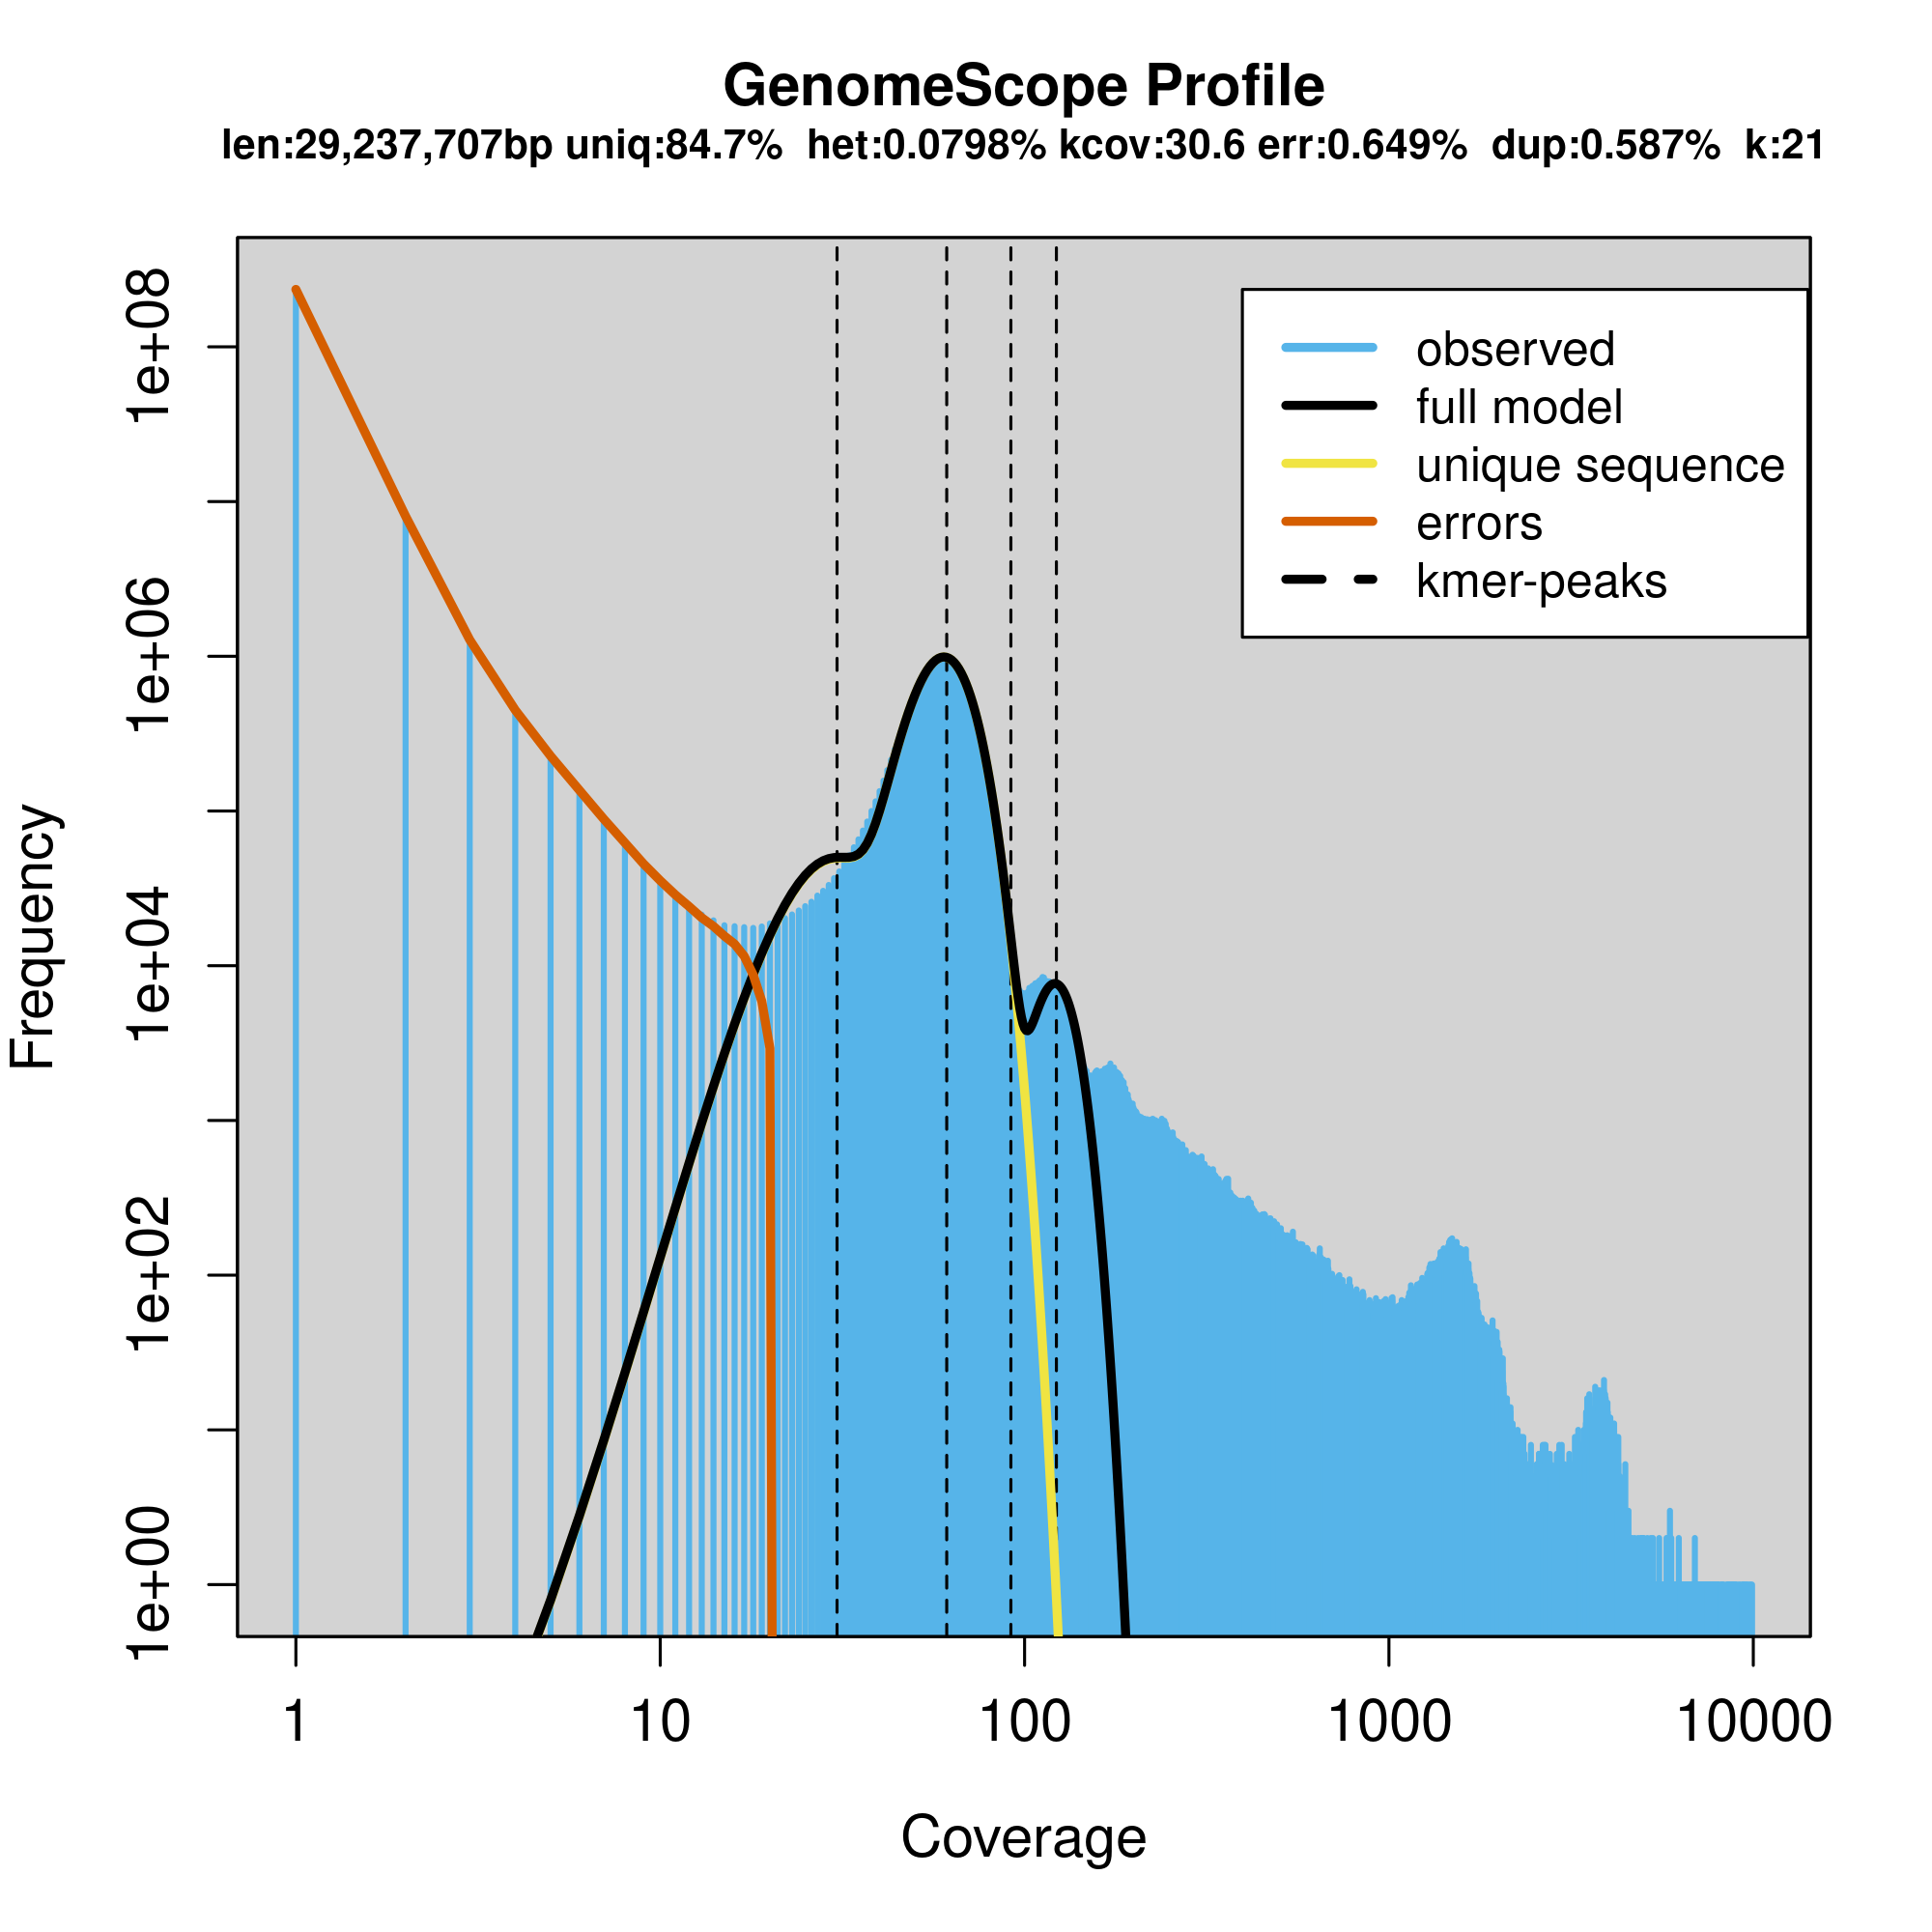 GenomeScope Profile
len:29,237,707bp uniq:84.7% het:0.0798% kcov:30.6 err:0.649% dup:0.587% k:21
observed
full model
unique sequence
errors
kmer-peaks
Frequency
1e+08
1e+06
1e+04
1e+02
1e+00
1 10 100 1000 10000
Coverage